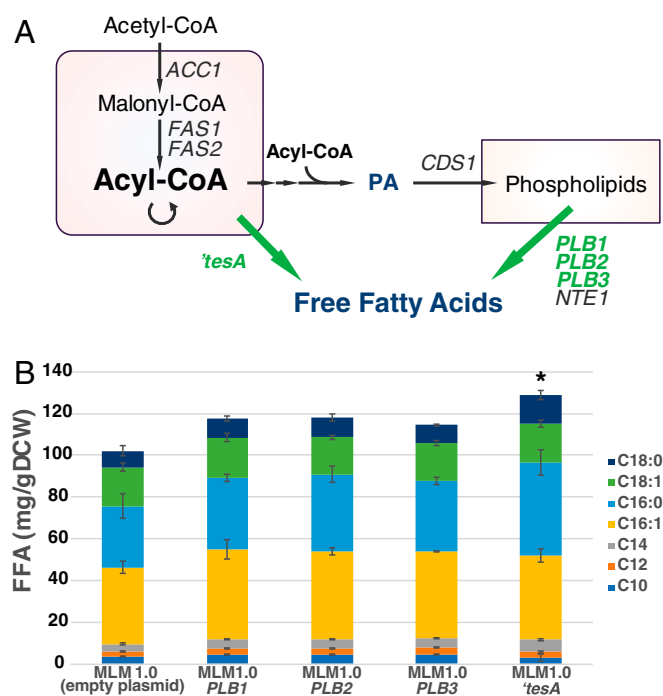 A
Acetyl-CoA
ACC1
Malonyl-CoA
FAS1
FAS2
Acyl-CoA
Acyl-CoA
PA
CDS1
Phospholipids
'tesA
PLB1
PLB2
PLB3
NTE1
Free Fatty Acids
B
FFA (mg/gDCW)
140
120
100
80
60
40
20
0
*
C18:0
C18:1
C16:0
C16:1
C14
C12
C10
MLM1.0
(empty plasmid)
MLM1.0
PLB1
MLM1.0
PLB2
MLM1.0
PLB3
MLM1.0
'tesA